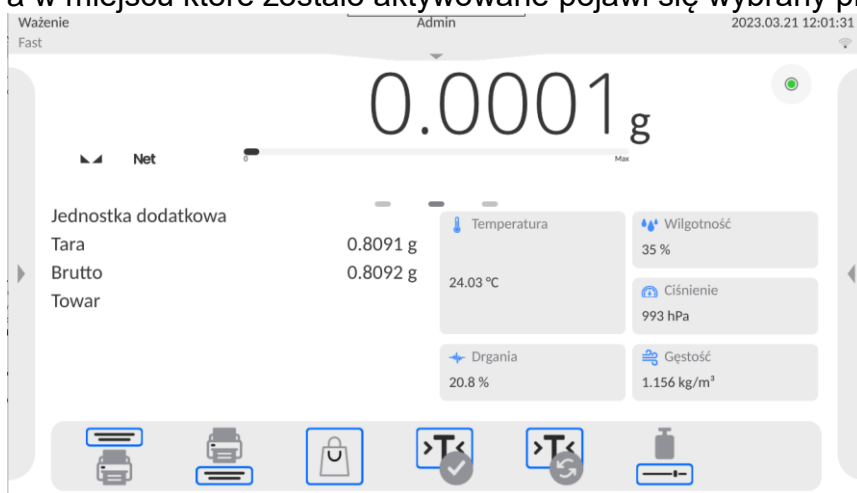 a w miejscu które zostało aktywowane pojawi się wybrany
Ważenie Admin 2023.03.21 12:01:31
Fast
0.0001 g
Net 0 Max
Jednostka dodatkowa
Tara 0.8091 g
Brutto 0.8092 g
Towar
Temperatura
24.03 °C
Wilgotność
35 %
Ciśnienie
993 hPa
Drgania
20.8 %
Gęstość
1.156 kg/m³
>T< >T<